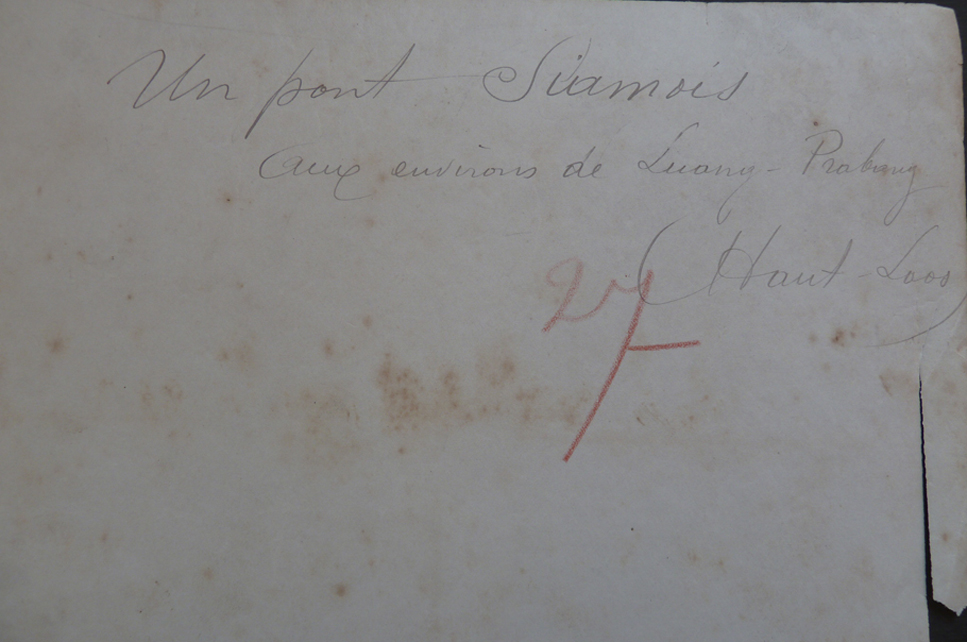 Un pont Siamois
aux environs de Luang-Prabang
(Haut-Laos)
27